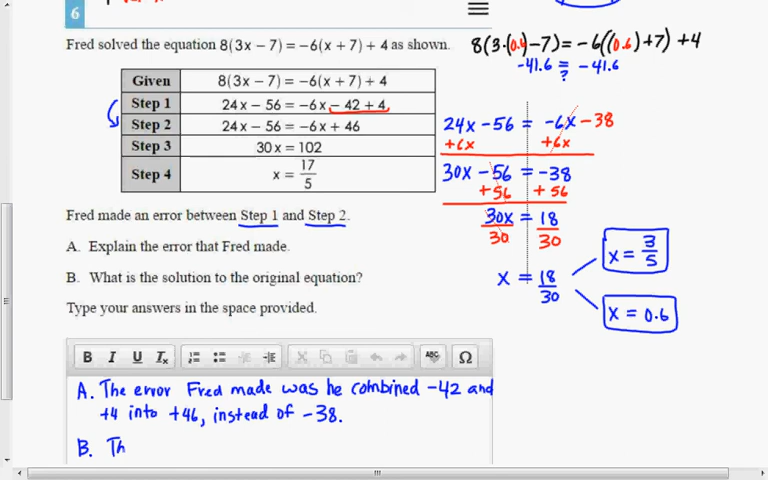 6
Fred solved the equation 8(3x − 7) = −6(x + 7) + 4 as shown.
8(3·(0.6)−7) = −6((0.6)+7) +4
−41.6 =? −41.6
Given 8(3x − 7) = −6(x + 7) + 4
Step 1 24x − 56 = −6x − 42 + 4
Step 2 24x − 56 = −6x + 46
Step 3 30x = 102
Step 4 x = 17/5
24x −56 = −6x −38
+6x +6x
30x −56 = −38
+56 +56
30x = 18
30 30
x = 18/30
x = 3/5
x = 0.6
Fred made an error between Step 1 and Step 2.
A. Explain the error that Fred made.
B. What is the solution to the original equation?
Type your answers in the space provided.
B I U Tx ABC Ω
A. The error Fred made was he combined −42 and
+4 into +46, instead of −38.
B. Th